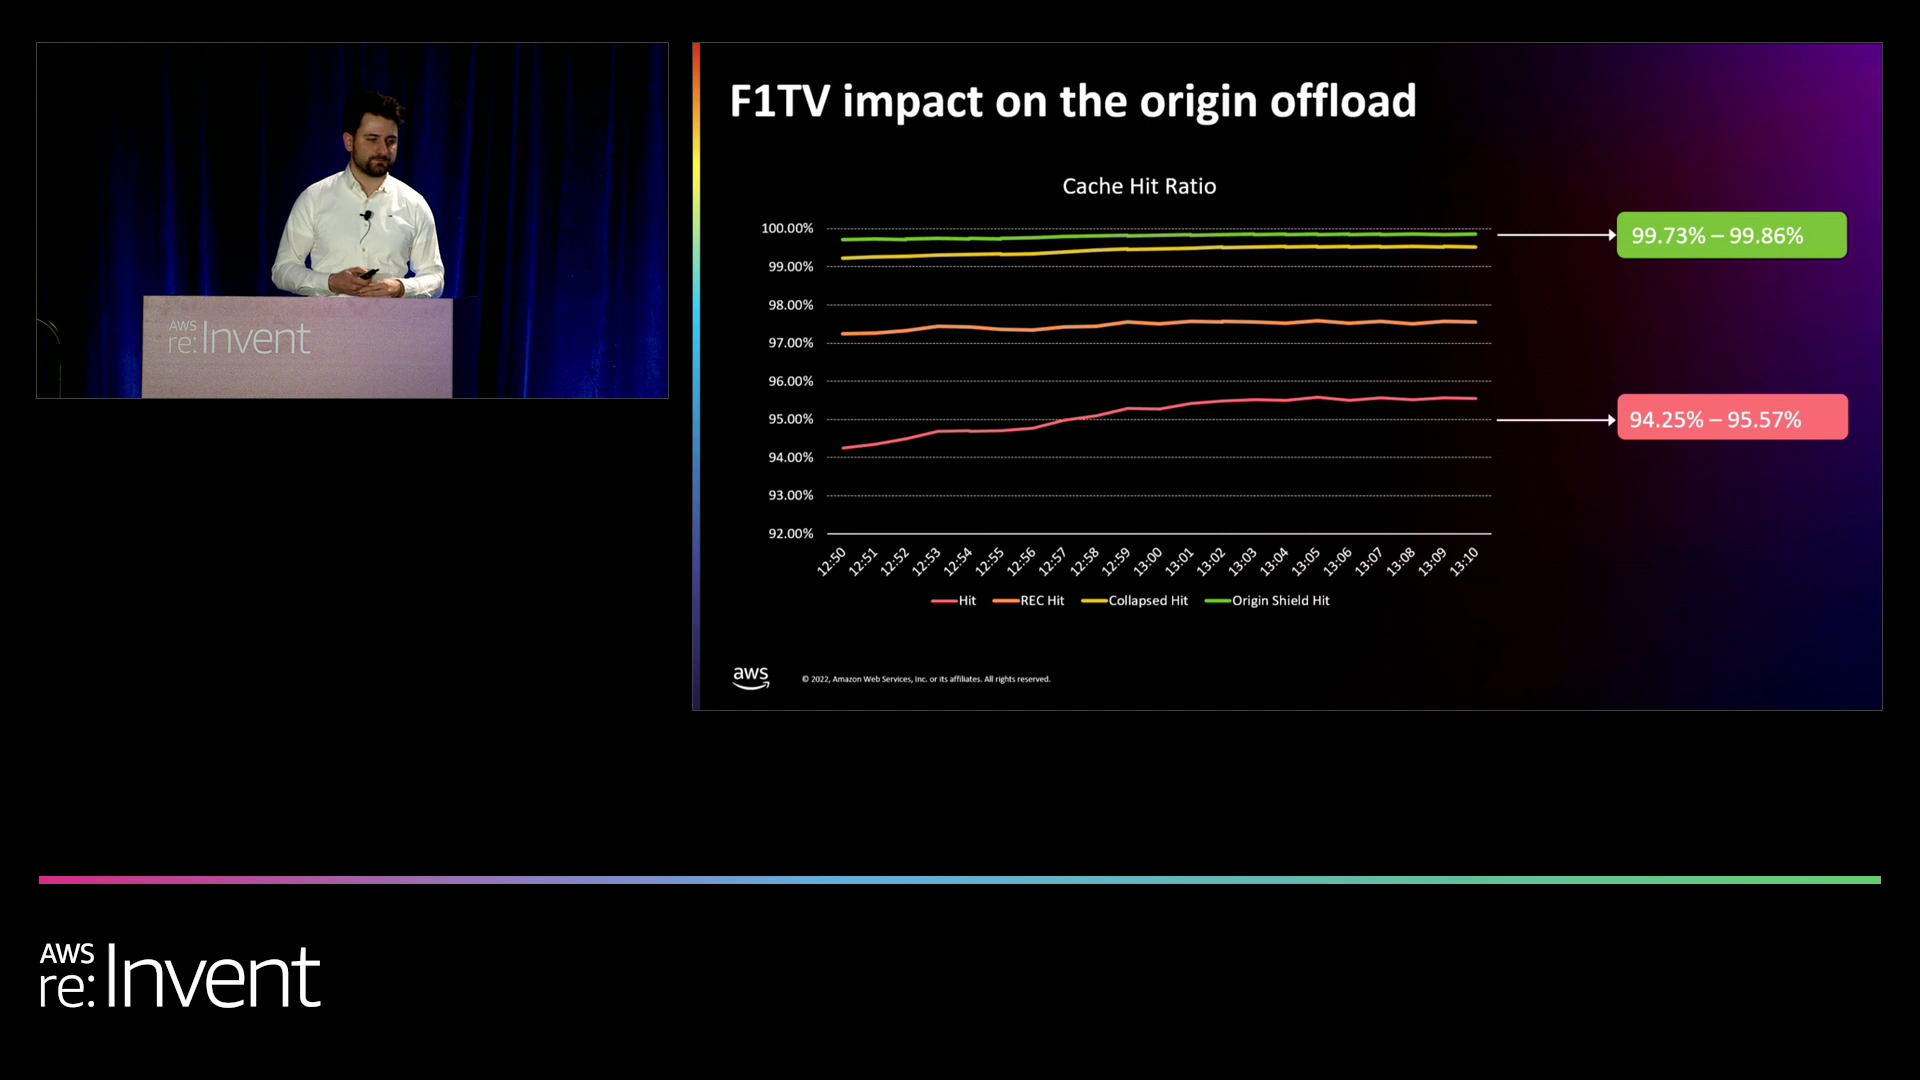 AWS
re:Invent
F1TV impact on the origin offload
Cache Hit Ratio
100.00%
99.00%
98.00%
97.00%
96.00%
95.00%
94.00%
93.00%
92.00%
99.73% – 99.86%
94.25% – 95.57%
12:50 12:51 12:52 12:53 12:54 12:55 12:56 12:57 12:58 12:59 13:00 13:01 13:02 13:03 13:04 13:05 13:06 13:07 13:08 13:09 13:10
Hit REC Hit Collapsed Hit Origin Shield Hit
aws
© 2022, Amazon Web Services, Inc. or its affiliates. All rights reserved.
AWS
re:Invent